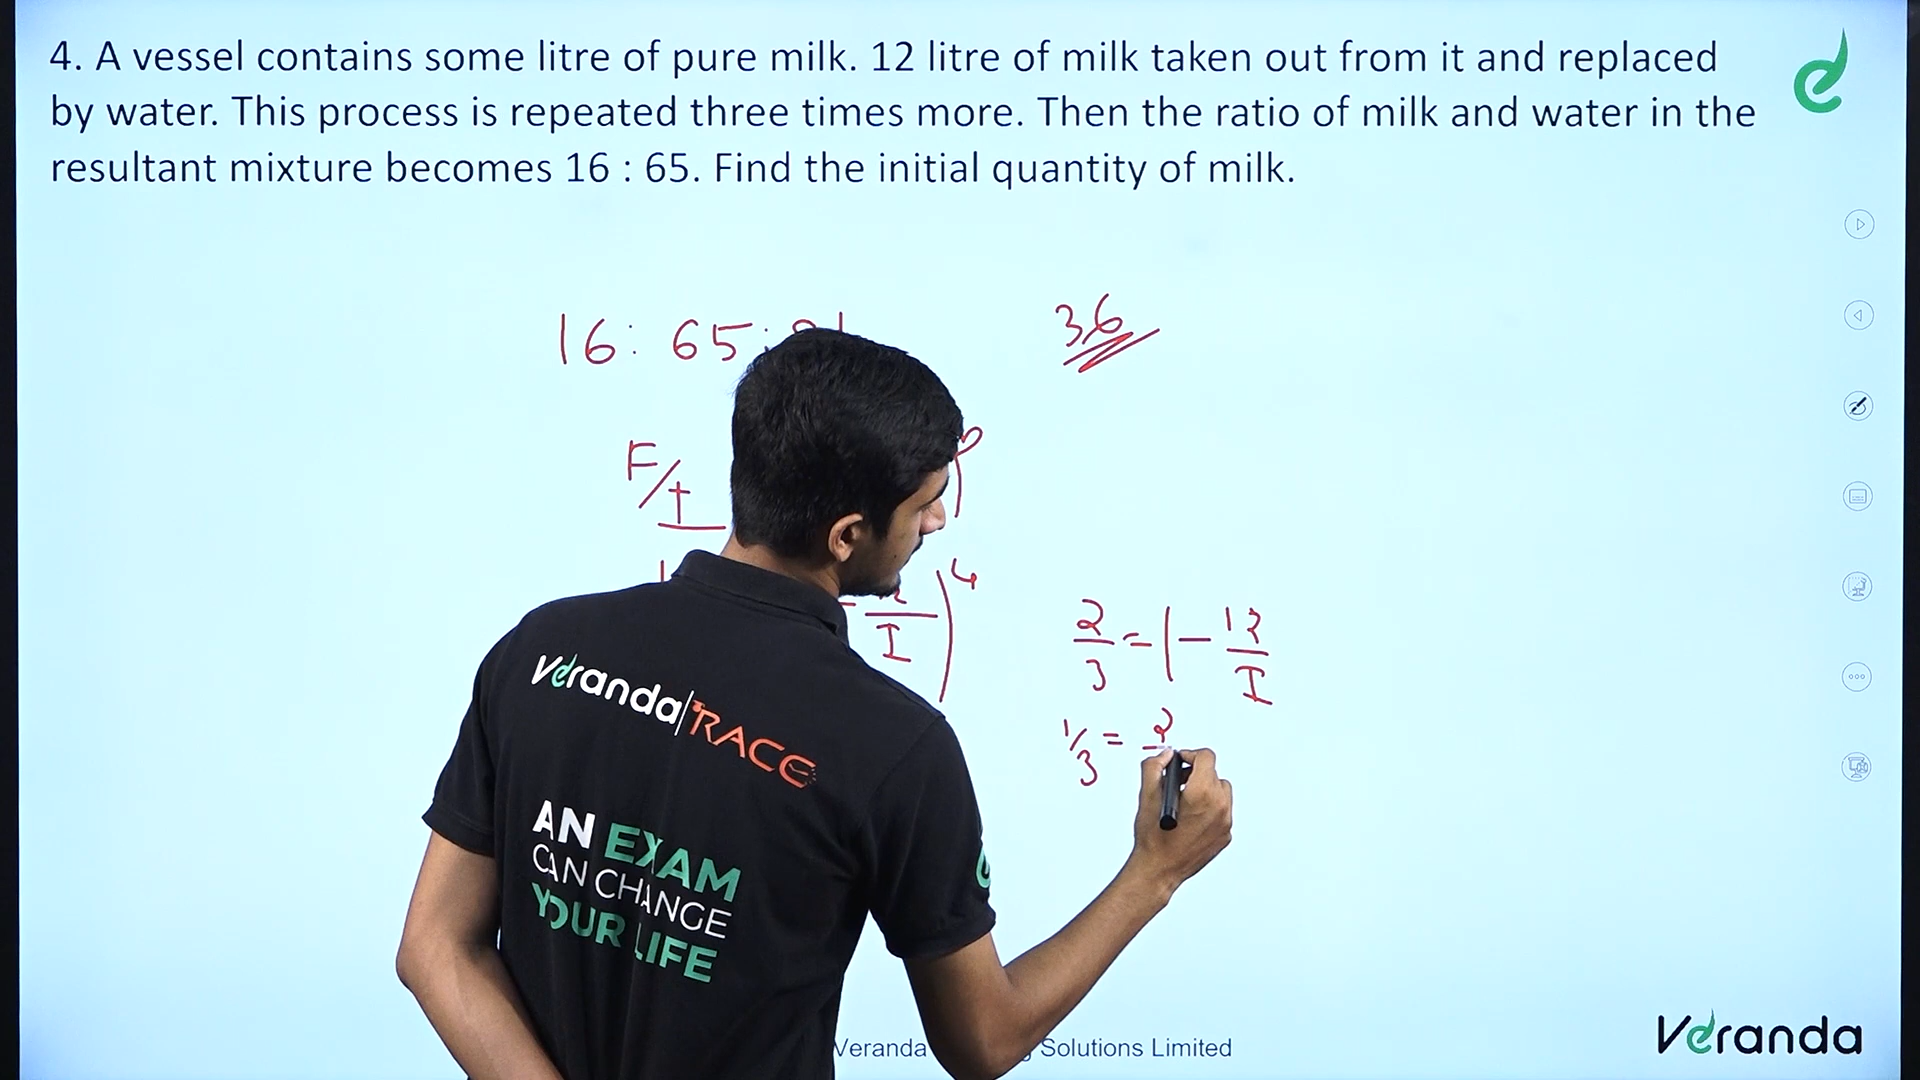 4. A vessel contains some litre of pure milk. 12 litre of milk taken out from it and replaced
by water. This process is repeated three times more. Then the ratio of milk and water in the
resultant mixture becomes 16 : 65. Find the initial quantity of milk.
16 : 65 :
36
F/I
4
I
2/3 = 1 - 12/I
1/3 =
Veranda RACE
AN EXAM
CAN CHANGE
YOUR LIFE
Veranda
Solutions Limited
Veranda